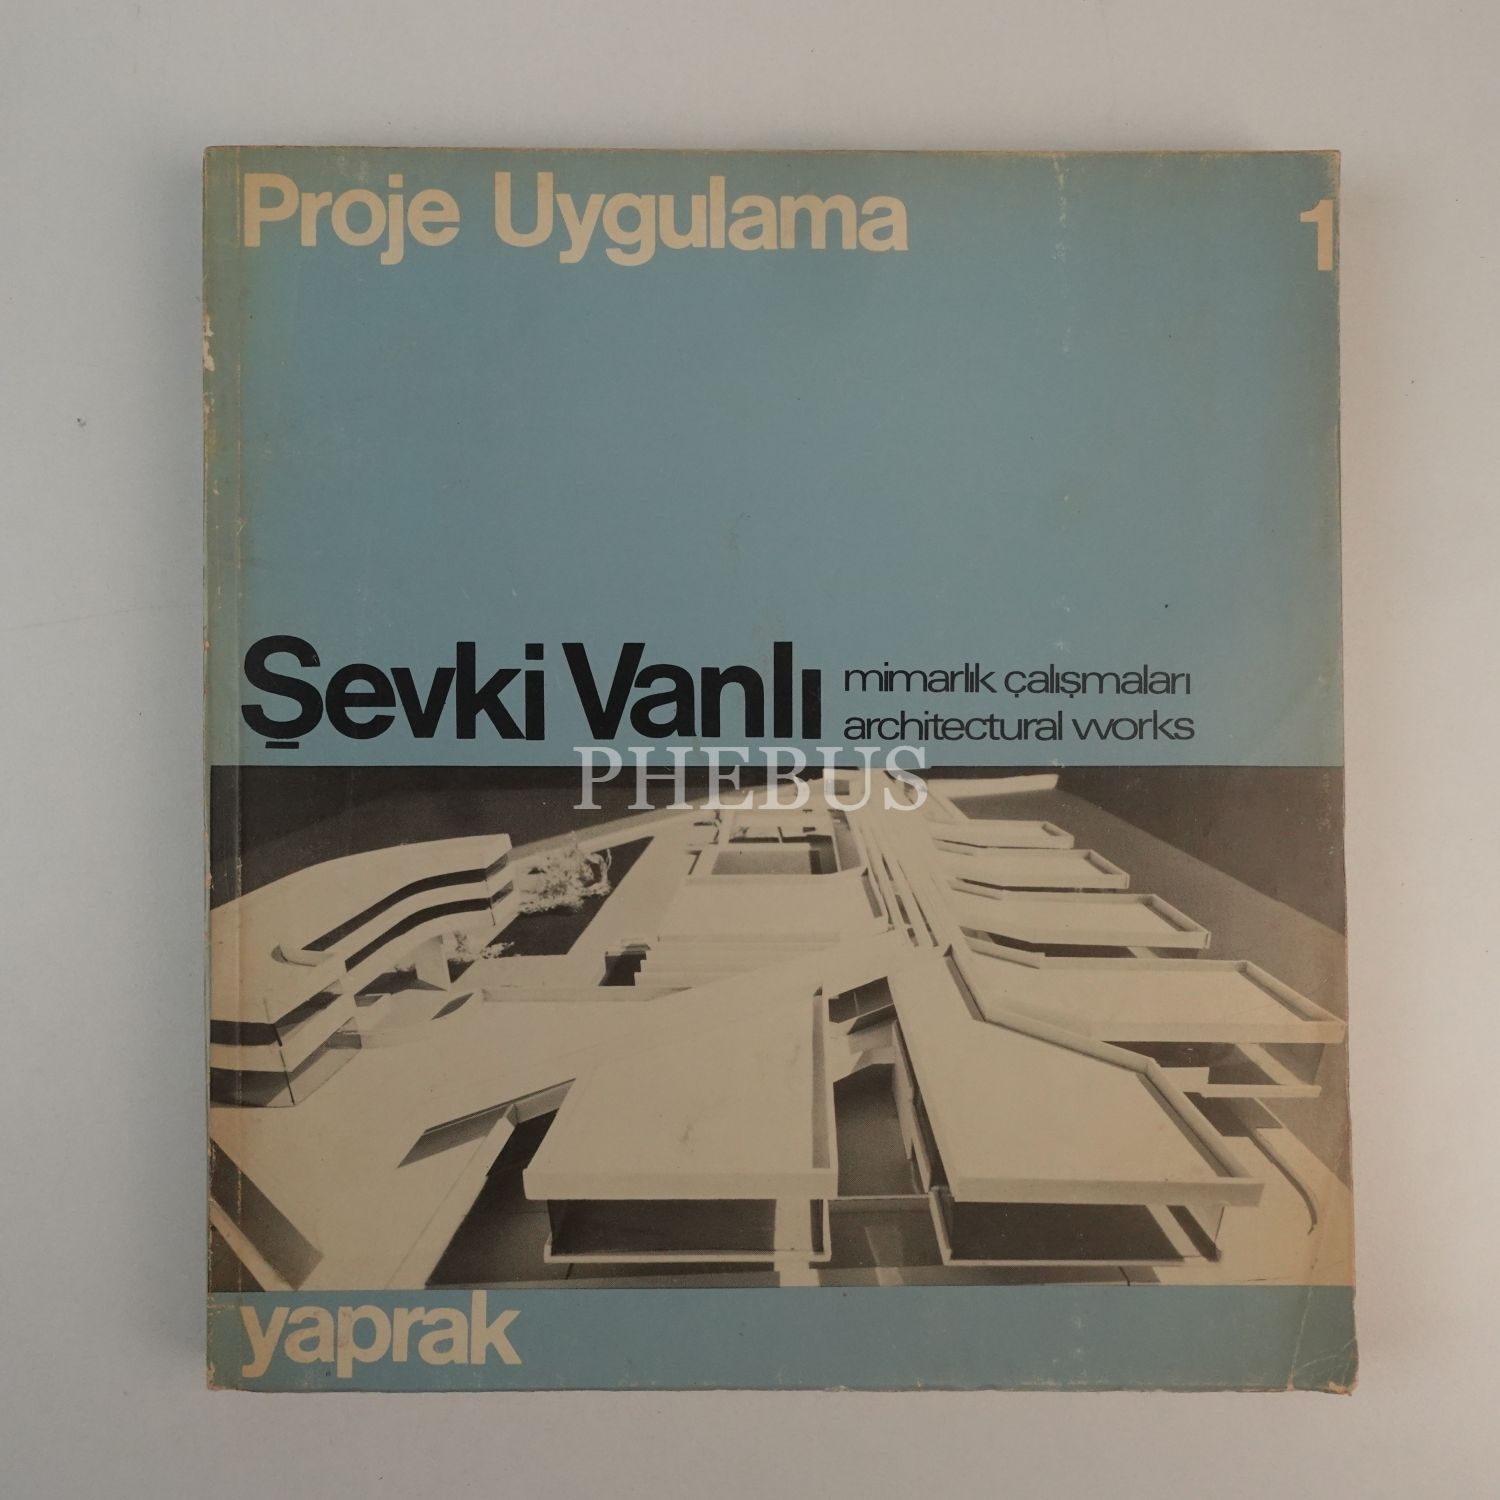 Proje Uygulama 1
Şevki Vanlı mimarlık çalışmaları
architectural works
PHEBUS
yaprak